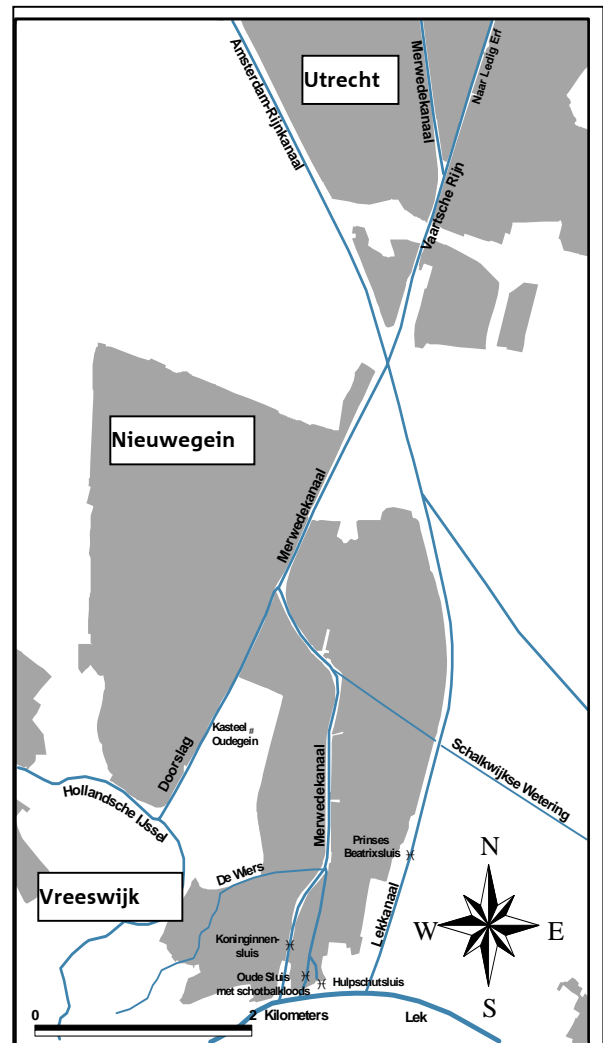 Utrecht
Amsterdam-Rijnkanaal
Merwedekanaal
Naar Ledig Erf
Vaartsche Rijn
Nieuwegein
Merwedekanaal
Kasteel #
Oudegein
Doorslag
Hollandsche IJssel
Merwedekanaal
Schalkwijkse Wetering
Prinses
Beatrixsluis
De Wiers
Vreeswijk
Lekkanaal
Koninginnen-
sluis
Oude Sluis
met schotbalkloods
Hulpschutsluis
N
W
E
S
0
2
Kilometers
Lek